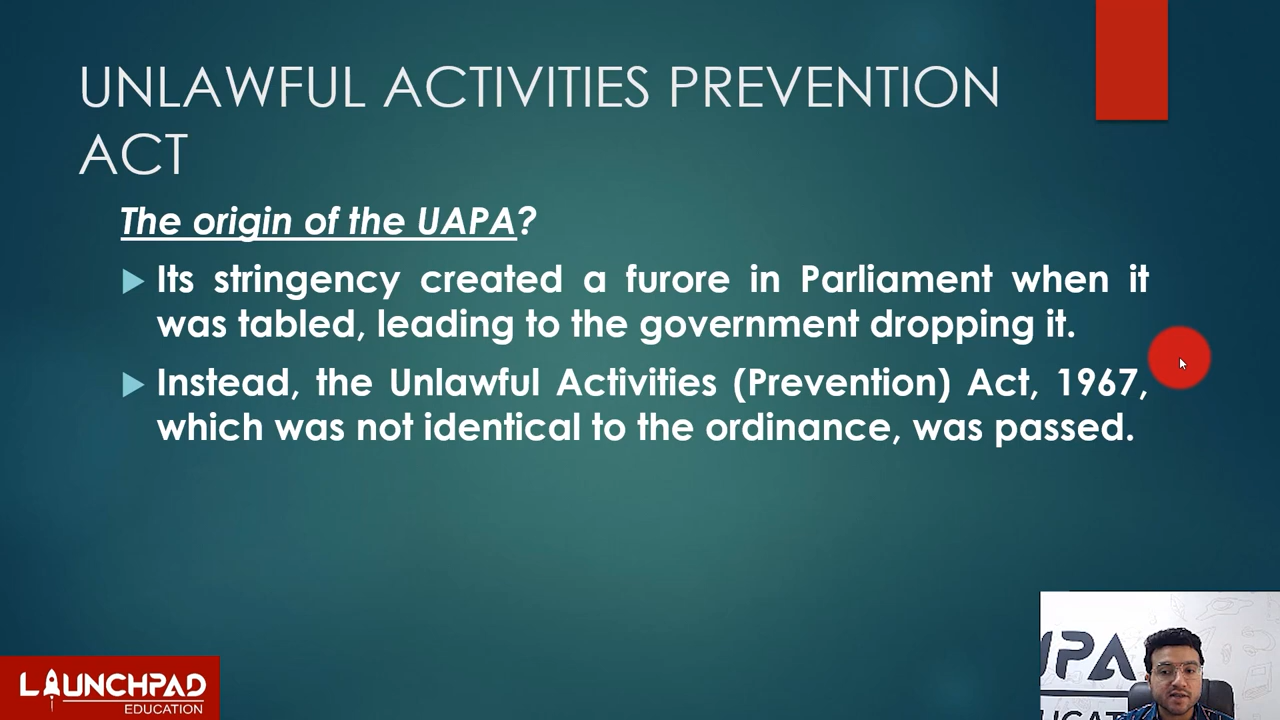 UNLAWFUL ACTIVITIES PREVENTION
ACT
The origin of the UAPA?
Its stringency created a furore in Parliament when it
was tabled, leading to the government dropping it.
Instead, the Unlawful Activities (Prevention) Act, 1967,
which was not identical to the ordinance, was passed.
LAUNCHPAD
EDUCATION